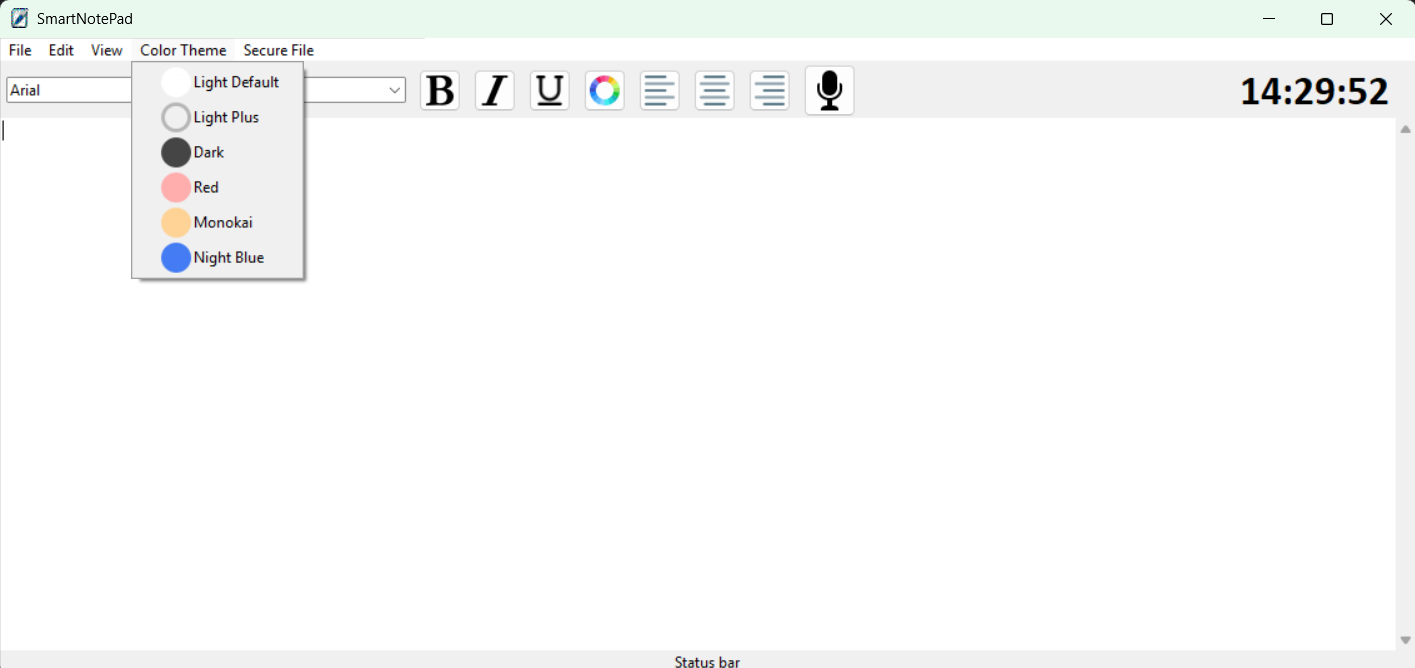 SmartNotePad
File Edit View Color Theme Secure File
Arial
B I U
14:29:52
Light Default
Light Plus
Dark
Red
Monokai
Night Blue
Status bar